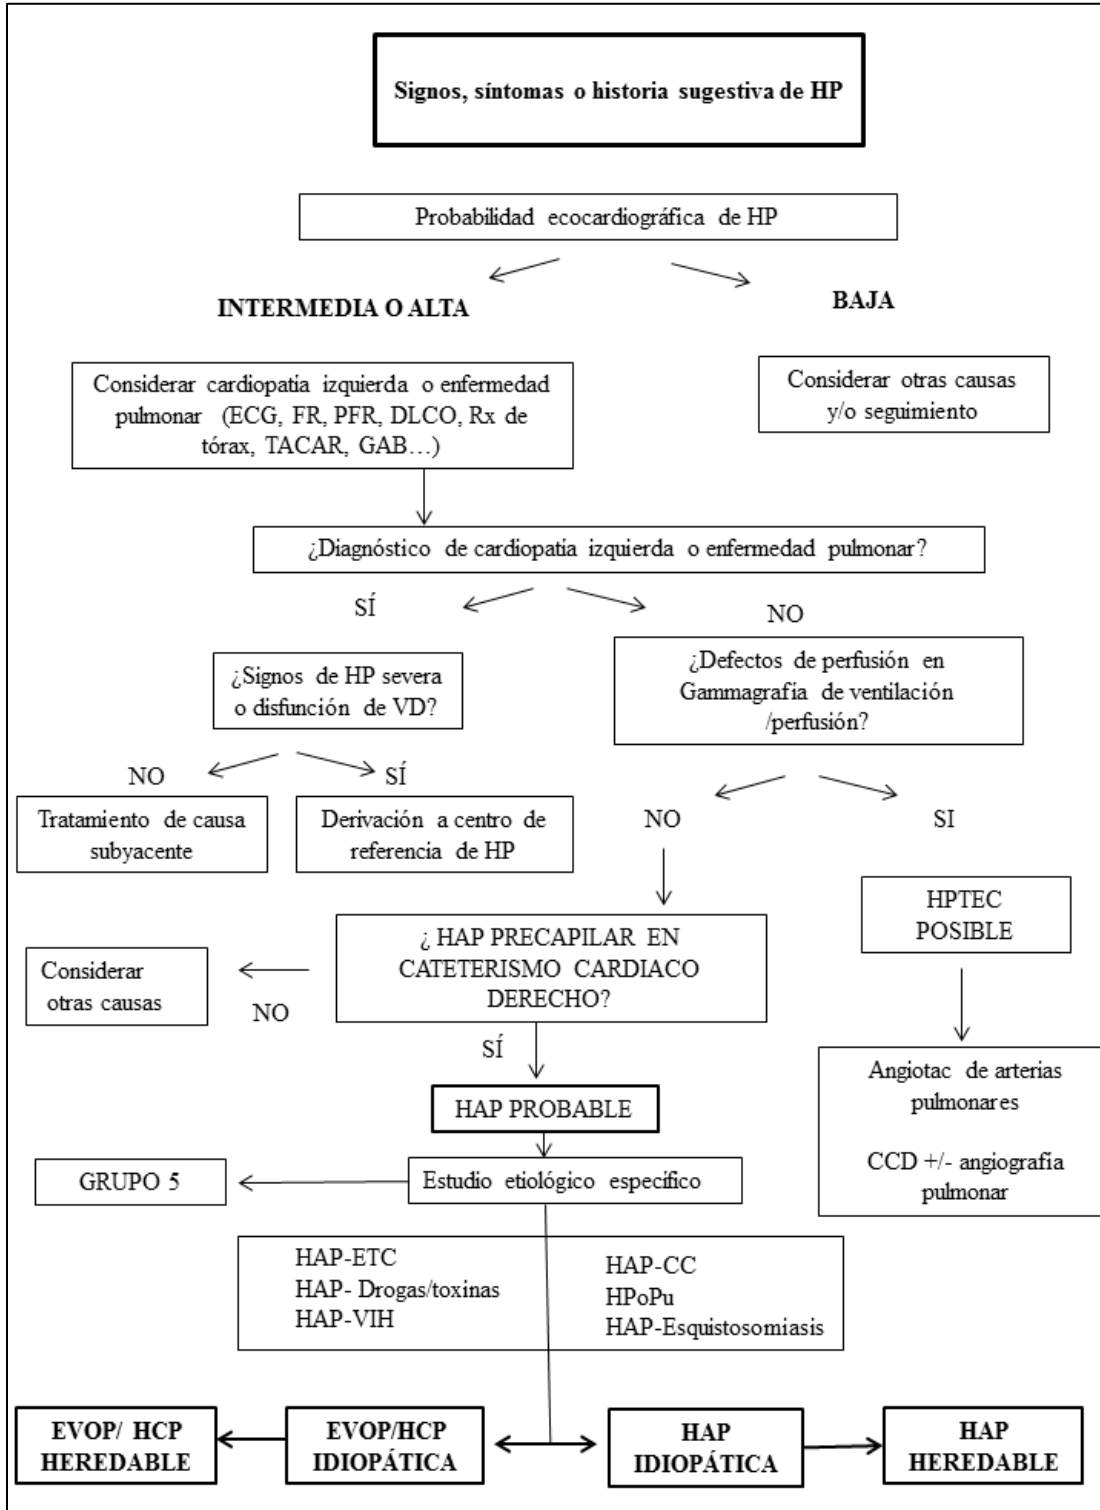 Signos, síntomas o historia sugestiva de HP
Probabilidad ecocardiográfica de HP
INTERMEDIA O ALTA
BAJA
Considerar cardiopatía izquierda o enfermedad
pulmonar (ECG, FR, PFR, DLCO, Rx de
tórax, TACAR, GAB…)
Considerar otras causas
y/o seguimiento
¿Diagnóstico de cardiopatía izquierda o enfermedad pulmonar?
SÍ
NO
¿Signos de HP severa
o disfunción de VD?
¿Defectos de perfusión en
Gammagrafía de ventilación
/perfusión?
NO
SÍ
Tratamiento de causa
subyacente
Derivación a centro de
referencia de HP
NO
SI
HPTEC
POSIBLE
¿ HAP PRECAPILAR EN
CATETERISMO CARDIACO
DERECHO?
Considerar
otras causas
NO
SÍ
Angiotac de arterias
pulmonares
CCD +/- angiografía
pulmonar
HAP PROBABLE
Estudio etiológico específico
GRUPO 5
HAP-ETC
HAP- Drogas/toxinas
HAP-VIH
HAP-CC
HPoPu
HAP-Esquistosomiasis
EVOP/ HCP
HEREDABLE
EVOP/HCP
IDIOPÁTICA
HAP
IDIOPÁTICA
HAP
HEREDABLE